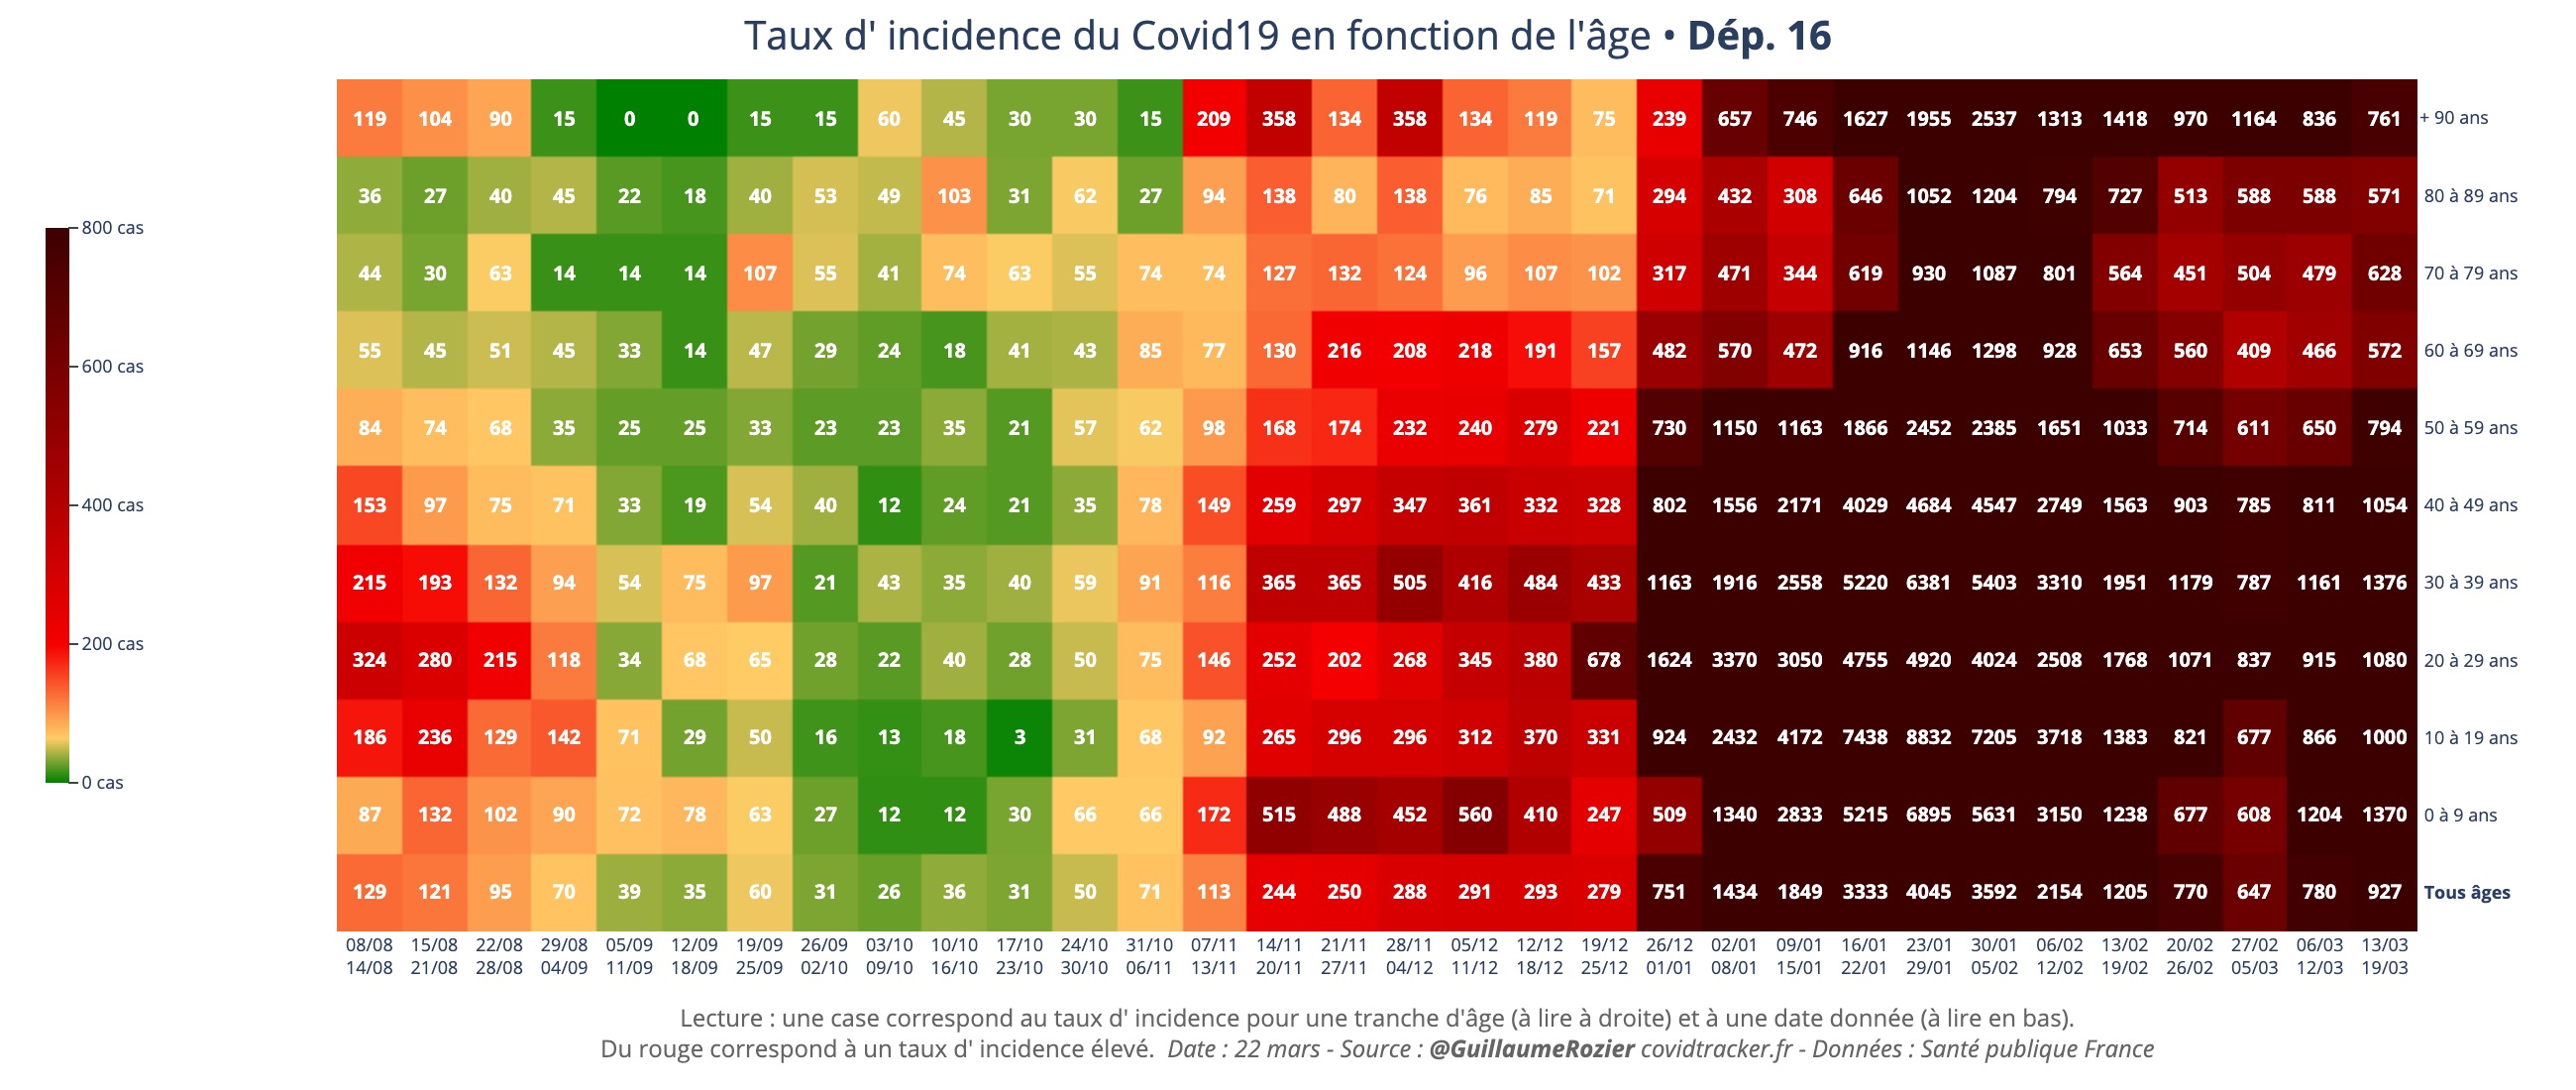 Taux d' incidence du Covid19 en fonction de l'âge • Dép. 16
119 104 90 15 0 0 15 15 60 45 30 30 15 209 358 134 358 134 119 75 239 657 746 1627 1955 2537 1313 1418 970 1164 836 761 + 90 ans
36 27 40 45 22 18 40 53 49 103 31 62 27 94 138 80 138 76 85 71 294 432 308 646 1052 1204 794 727 513 588 588 571 80 à 89 ans
800 cas
44 30 63 14 14 14 107 55 41 74 63 55 74 74 127 132 124 96 107 102 317 471 344 619 930 1087 801 564 451 504 479 628 70 à 79 ans
55 45 51 45 33 14 47 29 24 18 41 43 85 77 130 216 208 218 191 157 482 570 472 916 1146 1298 928 653 560 409 466 572 60 à 69 ans
600 cas
84 74 68 35 25 25 33 23 23 35 21 57 62 98 168 174 232 240 279 221 730 1150 1163 1866 2452 2385 1651 1033 714 611 650 794 50 à 59 ans
400 cas
153 97 75 71 33 19 54 40 12 24 21 35 78 149 259 297 347 361 332 328 802 1556 2171 4029 4684 4547 2749 1563 903 785 811 1054 40 à 49 ans
215 193 132 94 54 75 97 21 43 35 40 59 91 116 365 365 505 416 484 433 1163 1916 2558 5220 6381 5403 3310 1951 1179 787 1161 1376 30 à 39 ans
200 cas
324 280 215 118 34 68 65 28 22 40 28 50 75 146 252 202 268 345 380 678 1624 3370 3050 4755 4920 4024 2508 1768 1071 837 915 1080 20 à 29 ans
186 236 129 142 71 29 50 16 13 18 3 31 68 92 265 296 296 312 370 331 924 2432 4172 7438 8832 7205 3718 1383 821 677 866 1000 10 à 19 ans
0 cas
87 132 102 90 72 78 63 27 12 12 30 66 66 172 515 488 452 560 410 247 509 1340 2833 5215 6895 5631 3150 1238 677 608 1204 1370 0 à 9 ans
129 121 95 70 39 35 60 31 26 36 31 50 71 113 244 250 288 291 293 279 751 1434 1849 3333 4045 3592 2154 1205 770 647 780 927 Tous âges
08/08 15/08 22/08 29/08 05/09 12/09 19/09 26/09 03/10 10/10 17/10 24/10 31/10 07/11 14/11 21/11 28/11 05/12 12/12 19/12 26/12 02/01 09/01 16/01 23/01 30/01 06/02 13/02 20/02 27/02 06/03 13/03
14/08 21/08 28/08 04/09 11/09 18/09 25/09 02/10 09/10 16/10 23/10 30/10 06/11 13/11 20/11 27/11 04/12 11/12 18/12 25/12 01/01 08/01 15/01 22/01 29/01 05/02 12/02 19/02 26/02 05/03 12/03 19/03
Lecture : une case correspond au taux d' incidence pour une tranche d'âge (à lire à droite) et à une date donnée (à lire en bas).
Du rouge correspond à un taux d' incidence élevé. Date : 22 mars - Source : @GuillaumeRozier covidtracker.fr - Données : Santé publique France